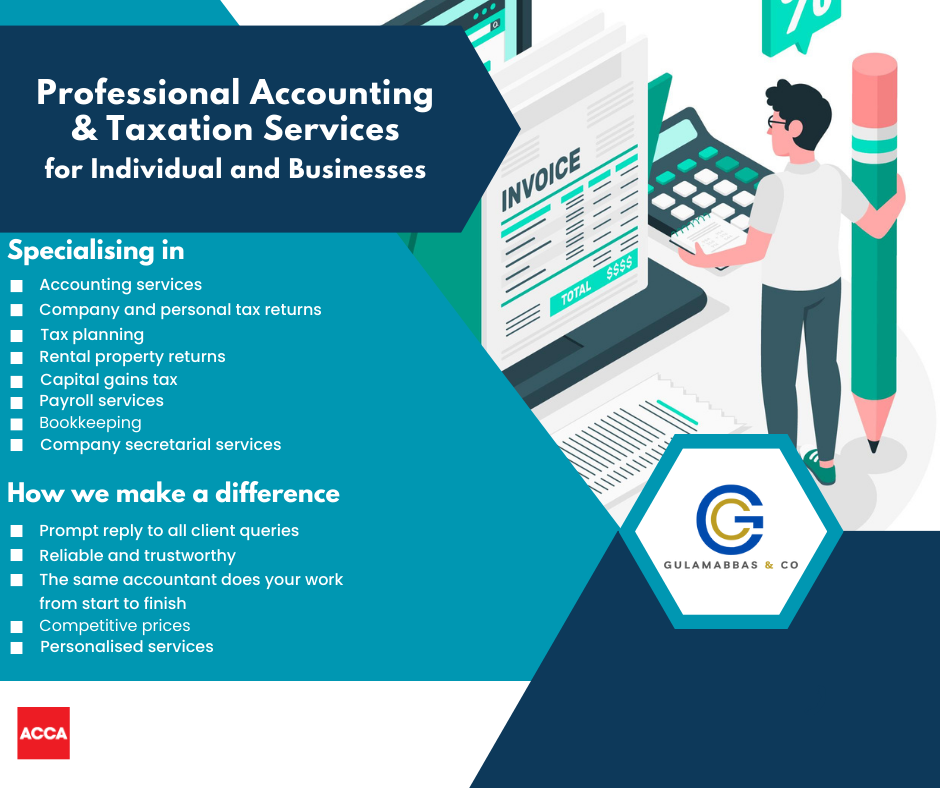 Professional Accounting
& Taxation Services
for Individual and Businesses
Specialising in
Accounting services
Company and personal tax returns
Tax planning
Rental property returns
Capital gains tax
Payroll services
Bookkeeping
Company secretarial services
How we make a difference
Prompt reply to all client queries
Reliable and trustworthy
The same accountant does your work
from start to finish
Competitive prices
Personalised services
ACCA
%
INVOICE
TOTAL $$$$
GULAMABBAS & CO